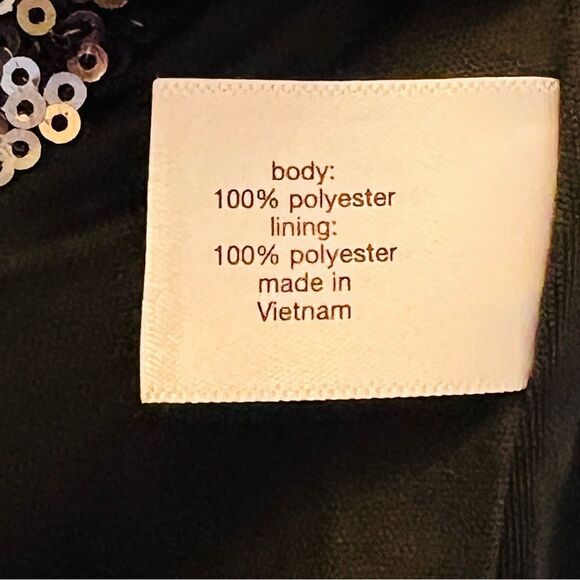 body:
100% polyester
lining:
100% polyester
made in
Vietnam